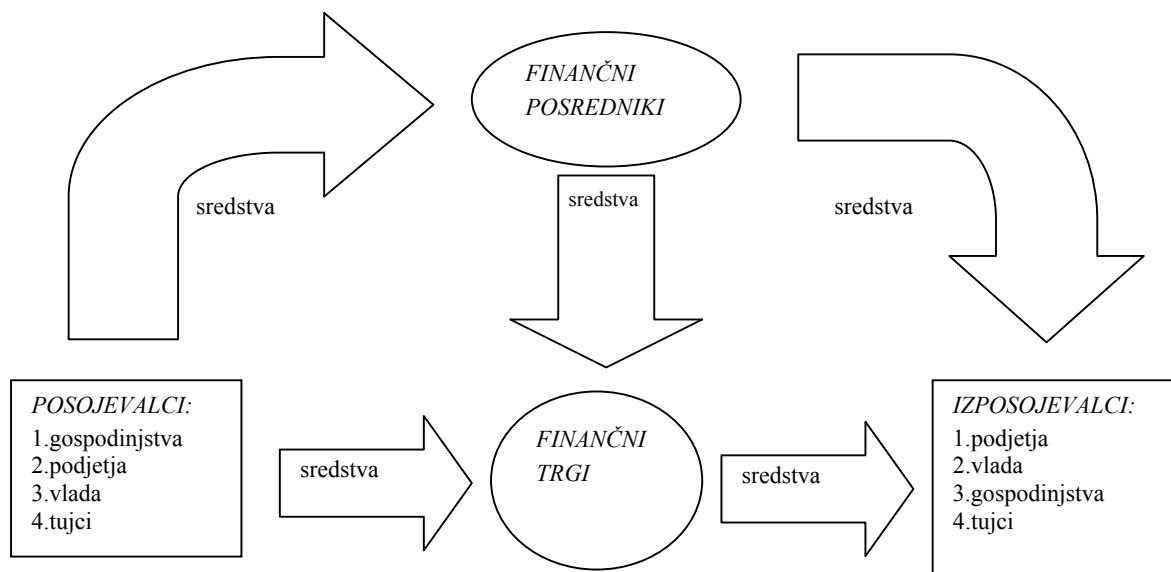 FINANČNI
POSREDNIKI
sredstva
sredstva
sredstva
POSOJEVALCI:
1.gospodinjstva
2.podjetja
3.vlada
4.tujci
sredstva
FINANČNI
TRGI
sredstva
IZPOSOJEVALCI:
1.podjetja
2.vlada
3.gospodinjstva
4.tujci